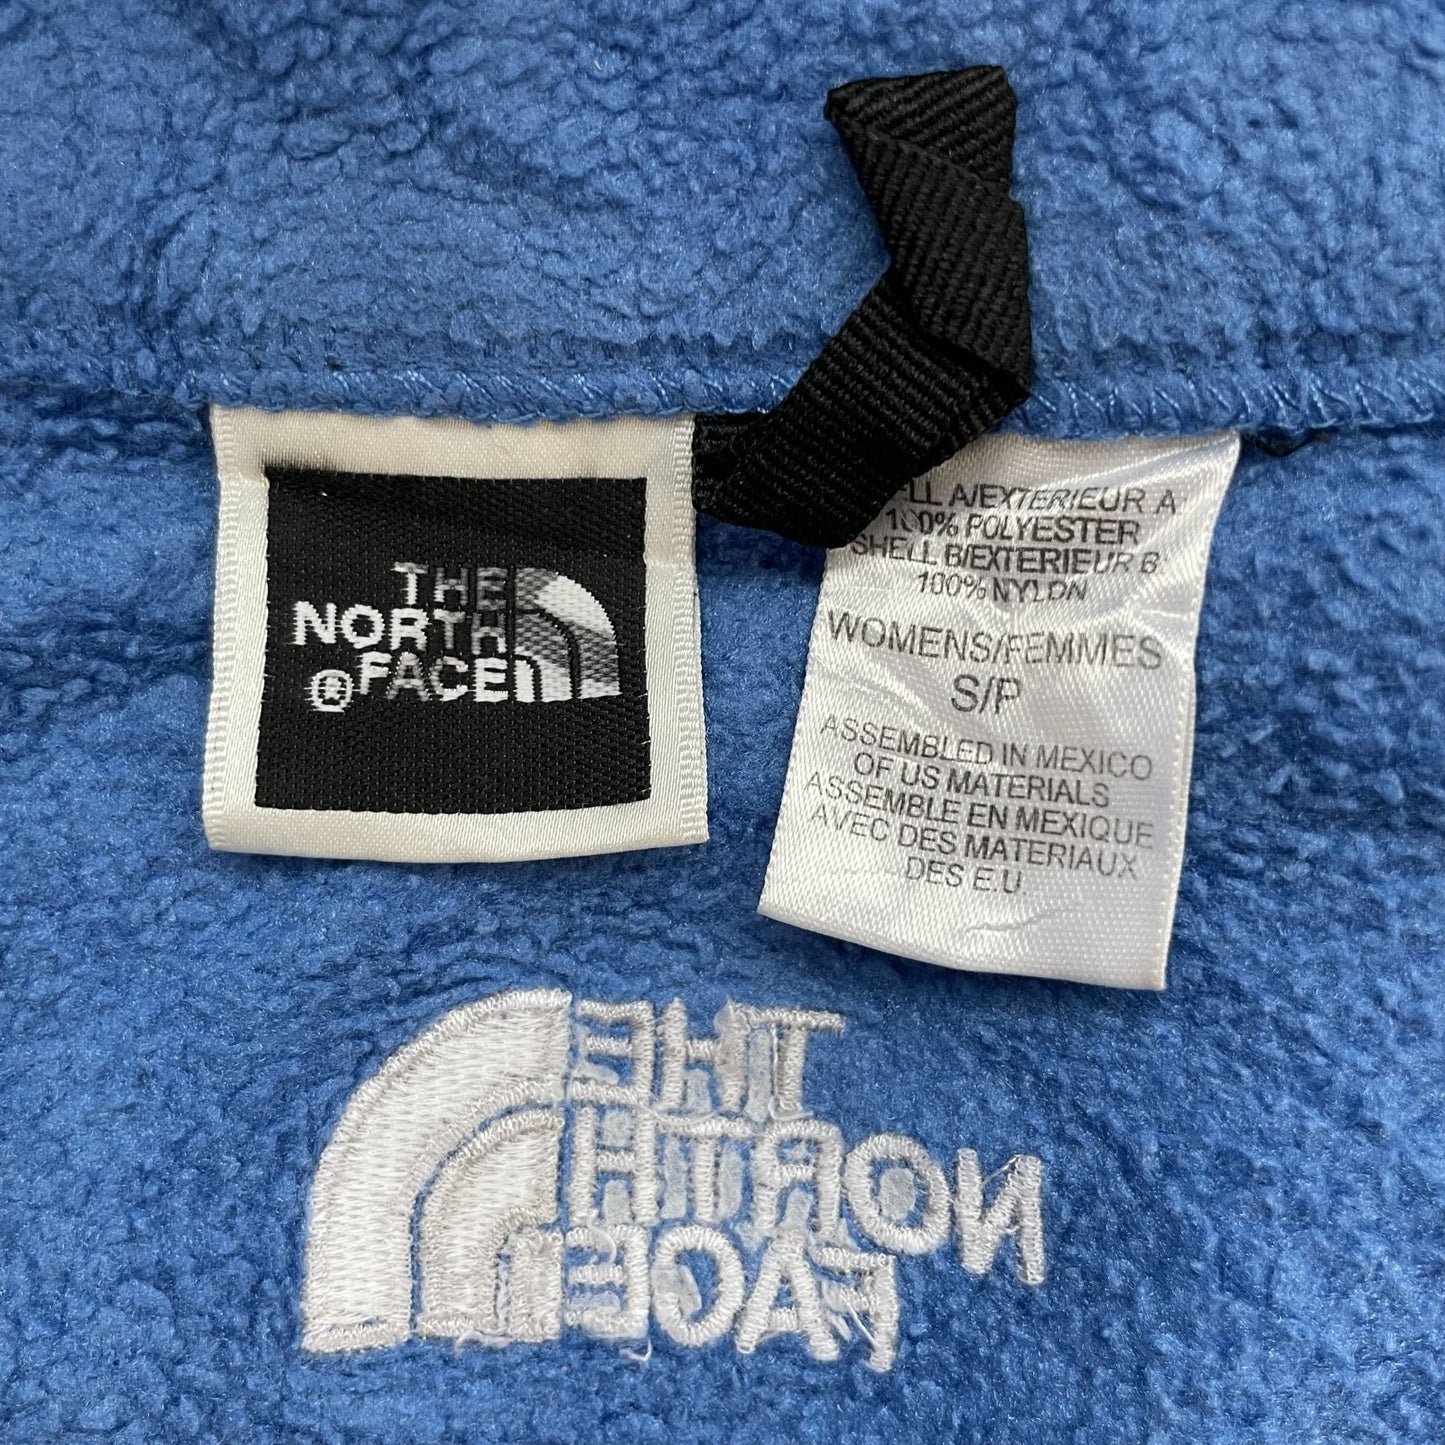 THE
NORTH
FACE
®
SHELL A/EXTERIEUR A:
100% POLYESTER
SHELL B/EXTERIEUR B:
100% NYLON
WOMENS/FEMMES
S/P
ASSEMBLED IN MEXICO
OF US MATERIALS
ASSEMBLE EN MEXIQUE
AVEC DES MATERIAUX
DES E.U.
THE
NORTH
FACE